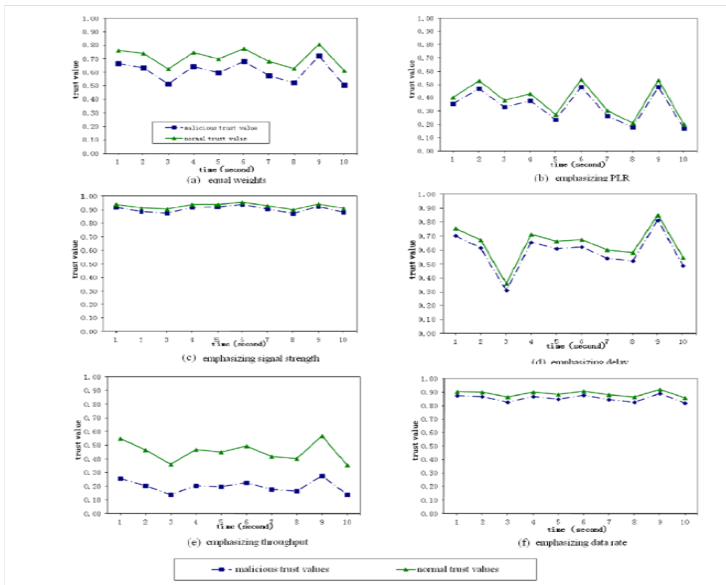 1.00
0.90
0.80
0.70
0.60
0.50
0.40
0.30
0.20
0.10
0.00
trust value
malicious trust value
normal trust value
1 2 3 4 5 6 7 8 9 10
time (second)
(a) equal weights
1.00
0.90
0.80
0.70
0.60
0.50
0.40
0.30
0.20
0.10
0.00
trust value
1 2 3 4 5 6 7 8 9 10
time (second)
(b) emphasizing PLR
1.00
0.90
0.80
0.70
0.60
0.50
0.40
0.30
0.20
0.10
0.00
trust value
1 2 3 4 5 6 7 8 9 10
time (second)
(c) emphasizing signal strength
1.00
0.90
0.80
0.70
0.60
0.50
0.40
0.30
0.20
0.10
0.00
trust value
1 2 3 4 5 6 7 8 9 10
time (second)
(d) emphasizing delay
1.00
0.90
0.80
0.70
0.60
0.50
0.40
0.30
0.20
0.10
0.00
trust value
1 2 3 4 5 6 7 8 9 10
time (second)
(e) emphasizing throughput
1.00
0.90
0.80
0.70
0.60
0.50
0.40
0.30
0.20
0.10
0.00
trust value
1 2 3 4 5 6 7 8 9 10
time (second)
(f) emphasizing data rate
malicious trust values normal trust values